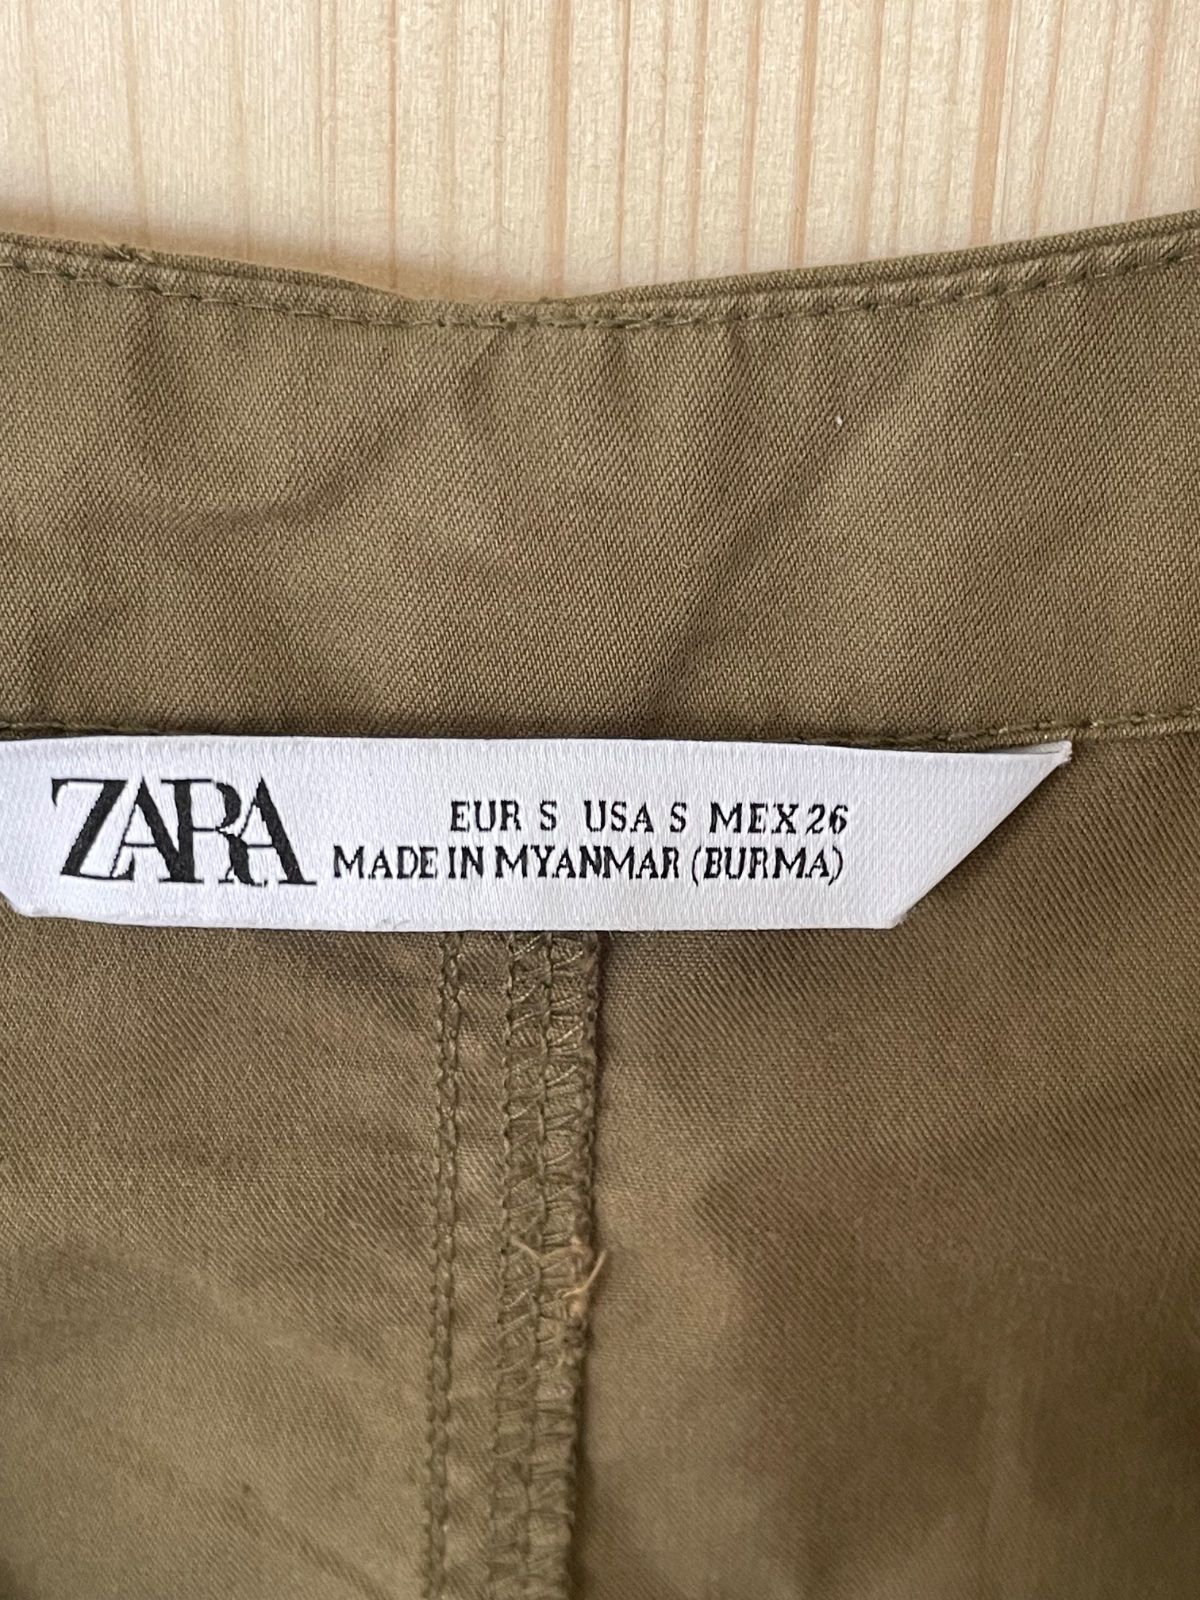 ZARA
EUR S USA S MEX 26
MADE IN MYANMAR (BURMA)